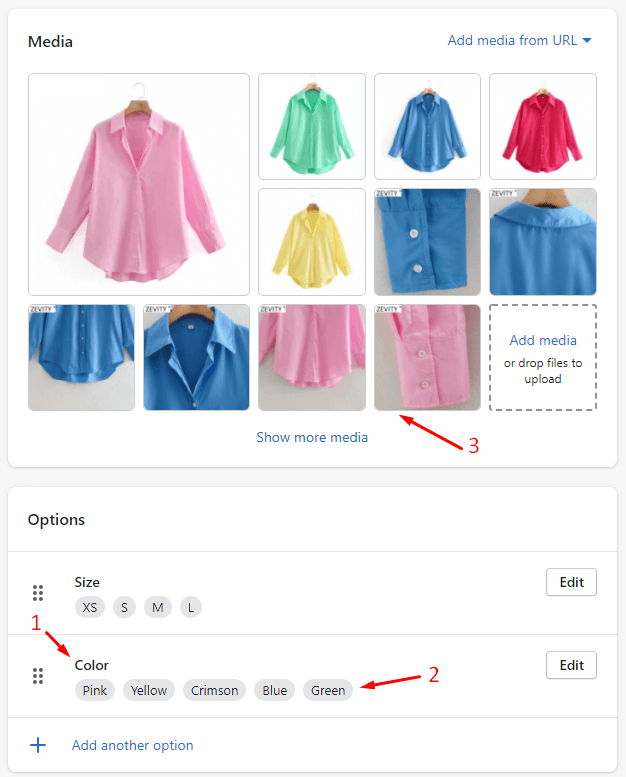 Media
Add media from URL
ZEVITY
ZEVITY
ZEVITY
ZEVITY
ZEVITY
ZEVITY
Add media
or drop files to
upload
Show more media
3
Options
Size
Edit
XS S M L
1
Color
Edit
Pink Yellow Crimson Blue Green
2
Add another option